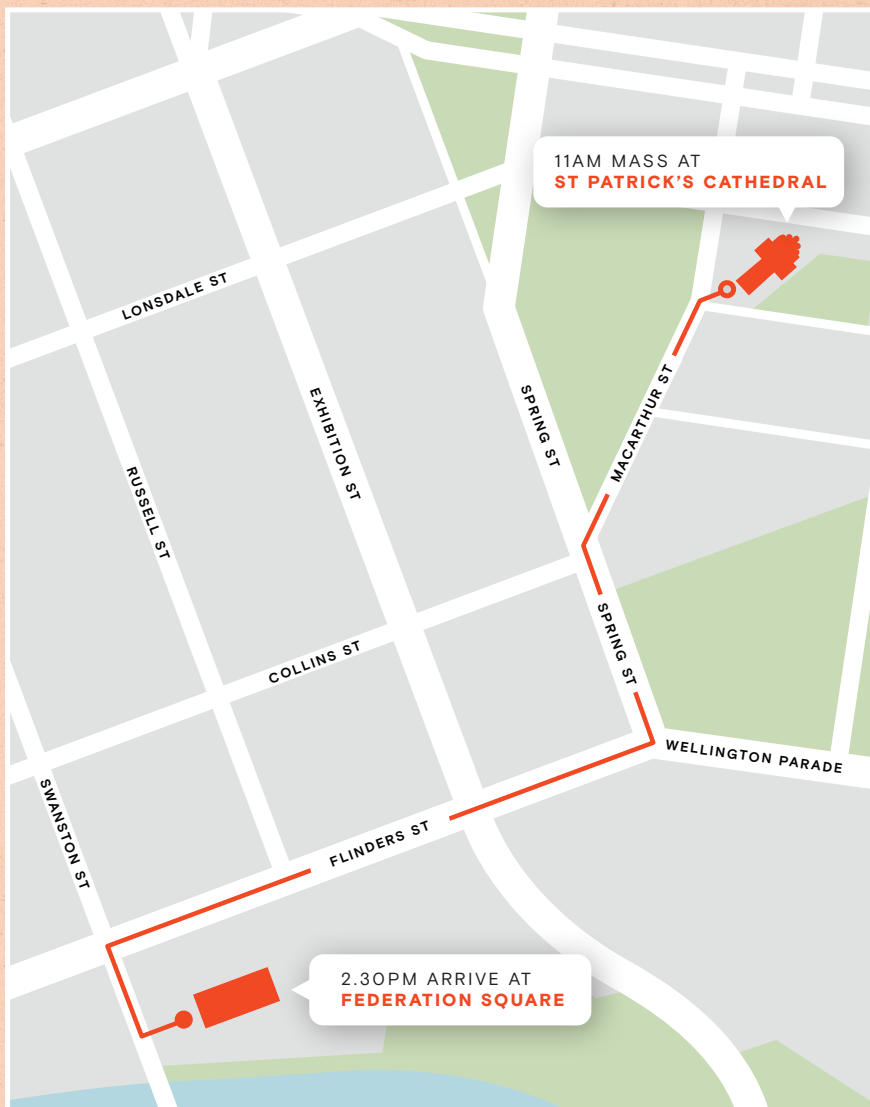 11AM MASS AT
ST PATRICK'S CATHEDRAL
LONSDALE ST
EXHIBITION ST
SPRING ST
MACARTHUR ST
RUSSELL ST
COLLINS ST
SPRING ST
WELLINGTON PARADE
SWANSTON ST
FLINDERS ST
2.30PM ARRIVE AT
FEDERATION SQUARE